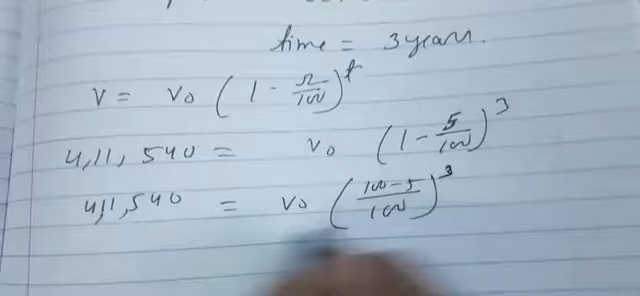 time = 3 years.
V = V₀ (1 - r/100)^t
4,11,540 = V₀ (1 - 5/100)^3
4,11,540 = V₀ ((100-5)/100)^3